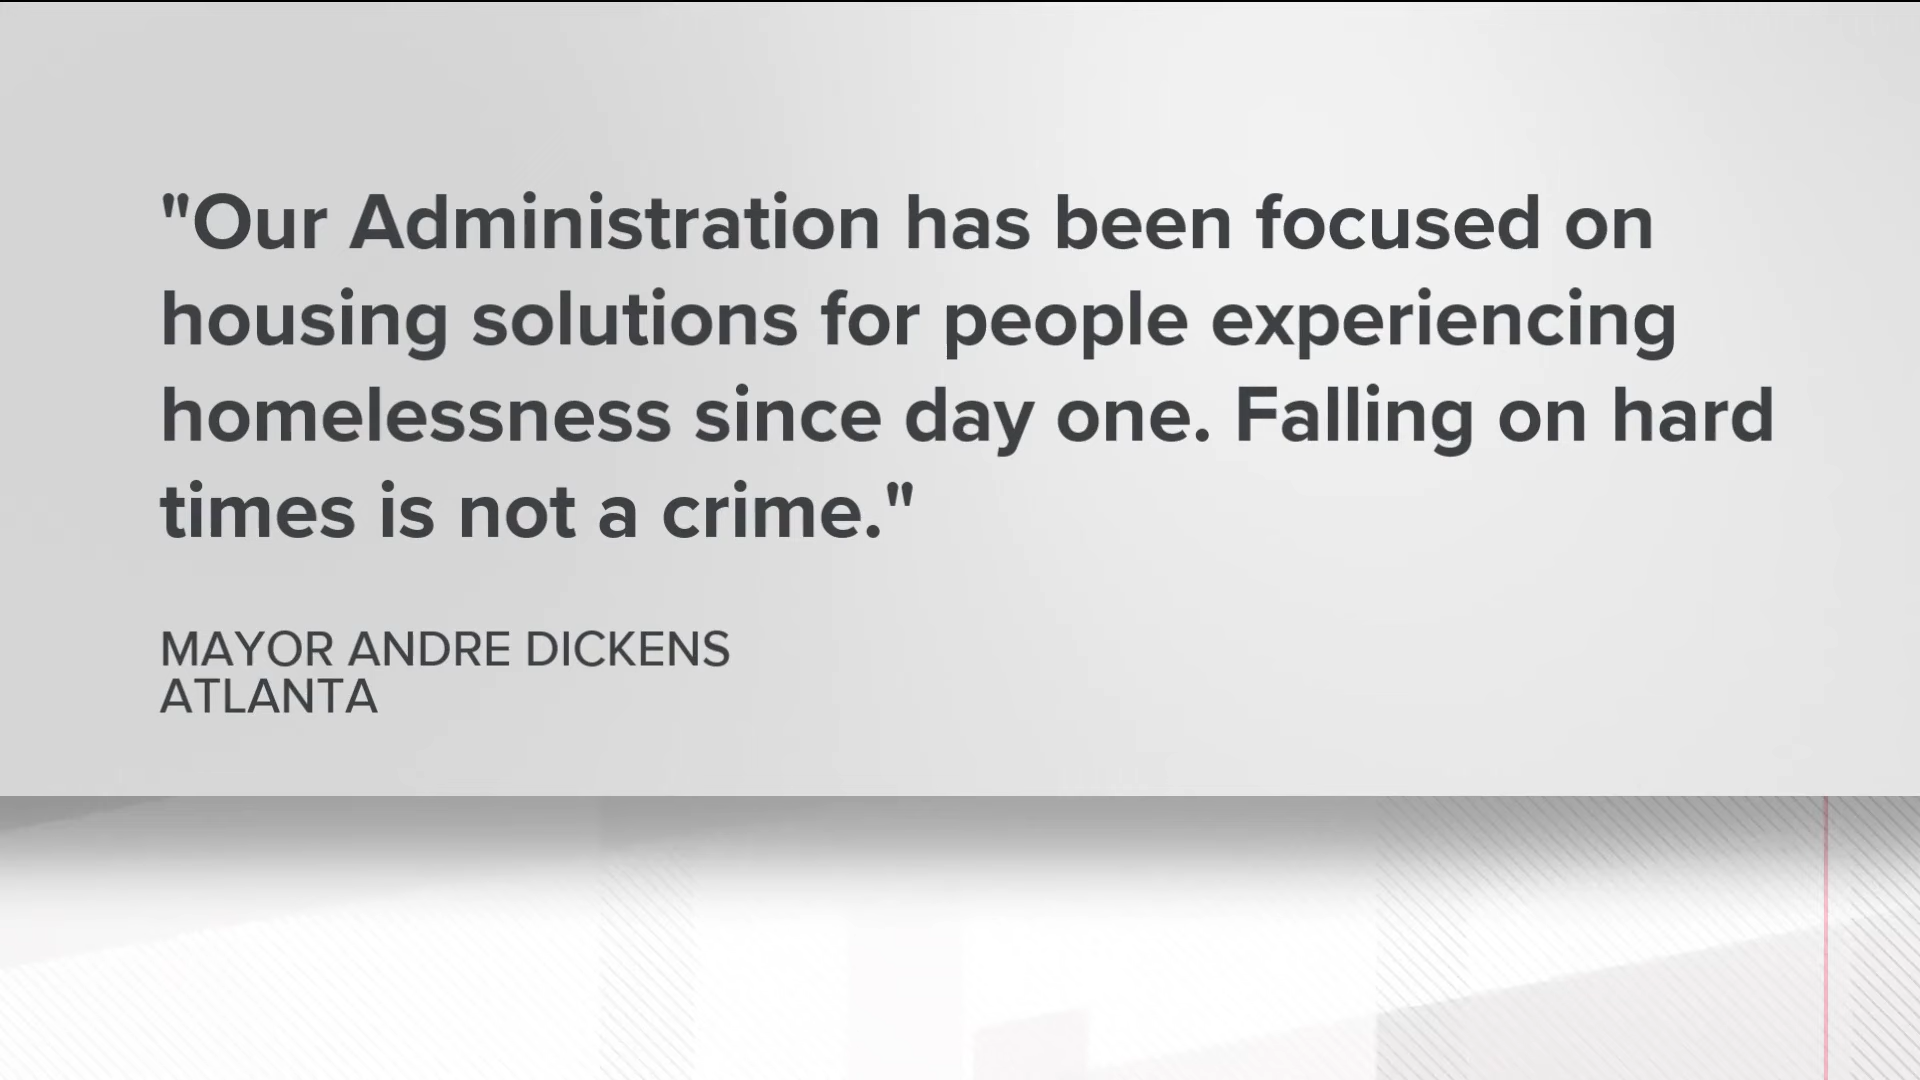 "Our Administration has been focused on
housing solutions for people experiencing
homelessness since day one. Falling on hard
times is not a crime."
MAYOR ANDRE DICKENS
ATLANTA